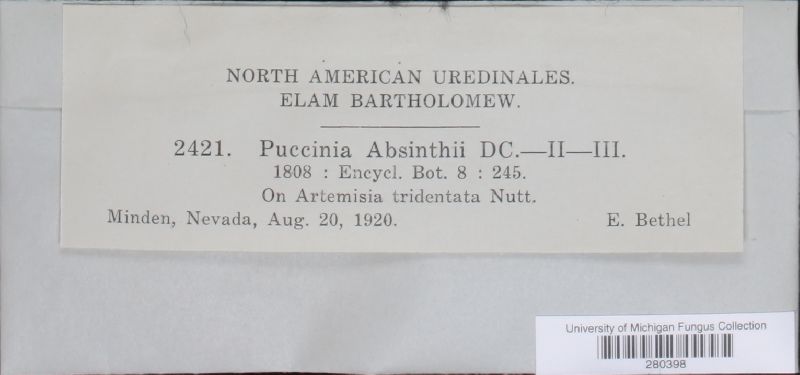 NORTH AMERICAN UREDINALES.
ELAM BARTHOLOMEW.
2421. Puccinia Absinthii DC.—II—III.
1808 : Encycl. Bot. 8 : 245.
On Artemisia tridentata Nutt.
Minden, Nevada, Aug. 20, 1920. E. Bethel
University of Michigan Fungus Collection
280398